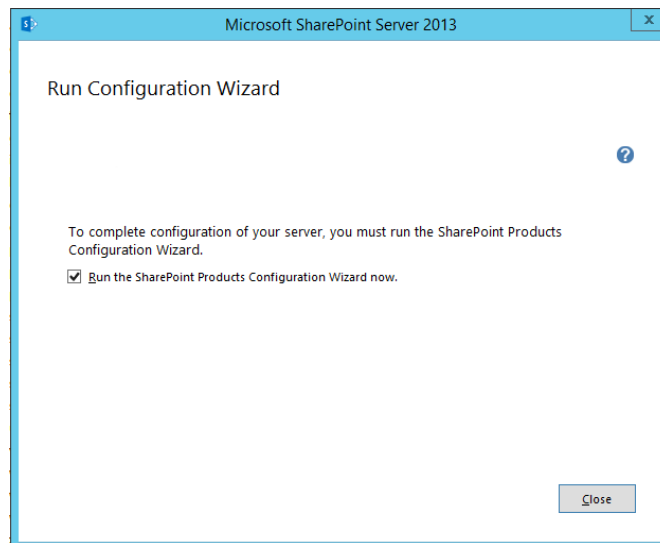 Microsoft SharePoint Server 2013
x
Run Configuration Wizard
?
To complete configuration of your server, you must run the SharePoint Products
Configuration Wizard.
Run the SharePoint Products Configuration Wizard now.
Close